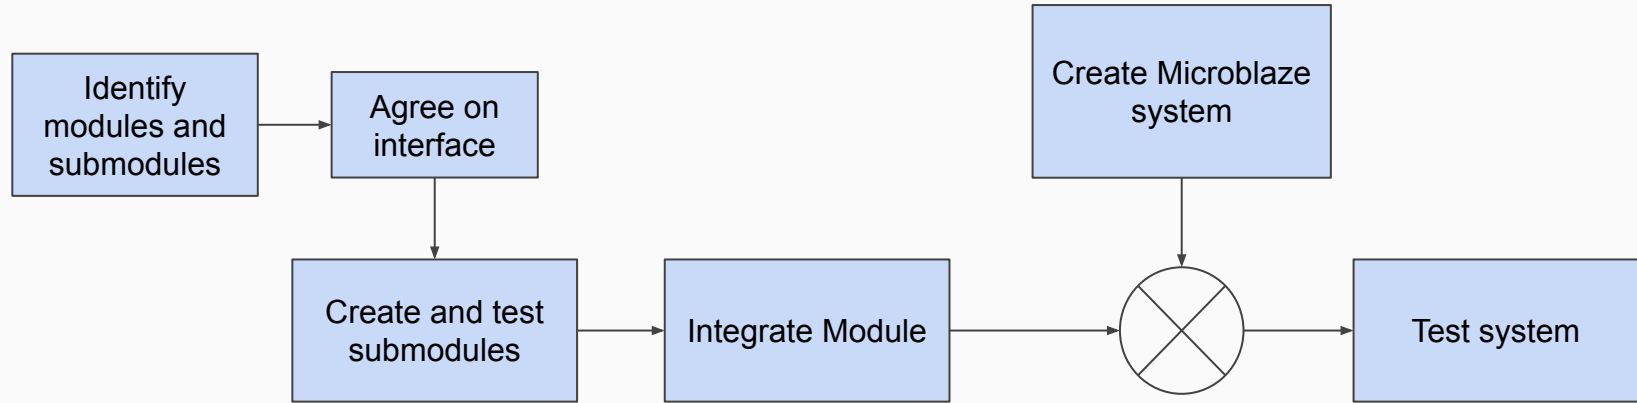 Identify
modules and
submodules
Agree on
interface
Create Microblaze
system
Create and test
submodules
Integrate Module
Test system